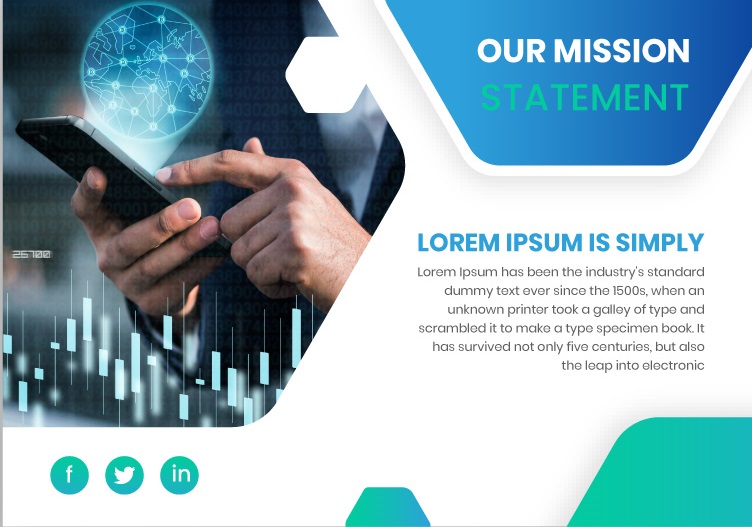 OUR MISSION
STATEMENT
26700
LOREM IPSUM IS SIMPLY
Lorem Ipsum has been the industry's standard
dummy text ever since the 1500s, when an
unknown printer took a galley of type and
scrambled it to make a type specimen book. It
has survived not only five centuries, but also
the leap into electronic
f
in